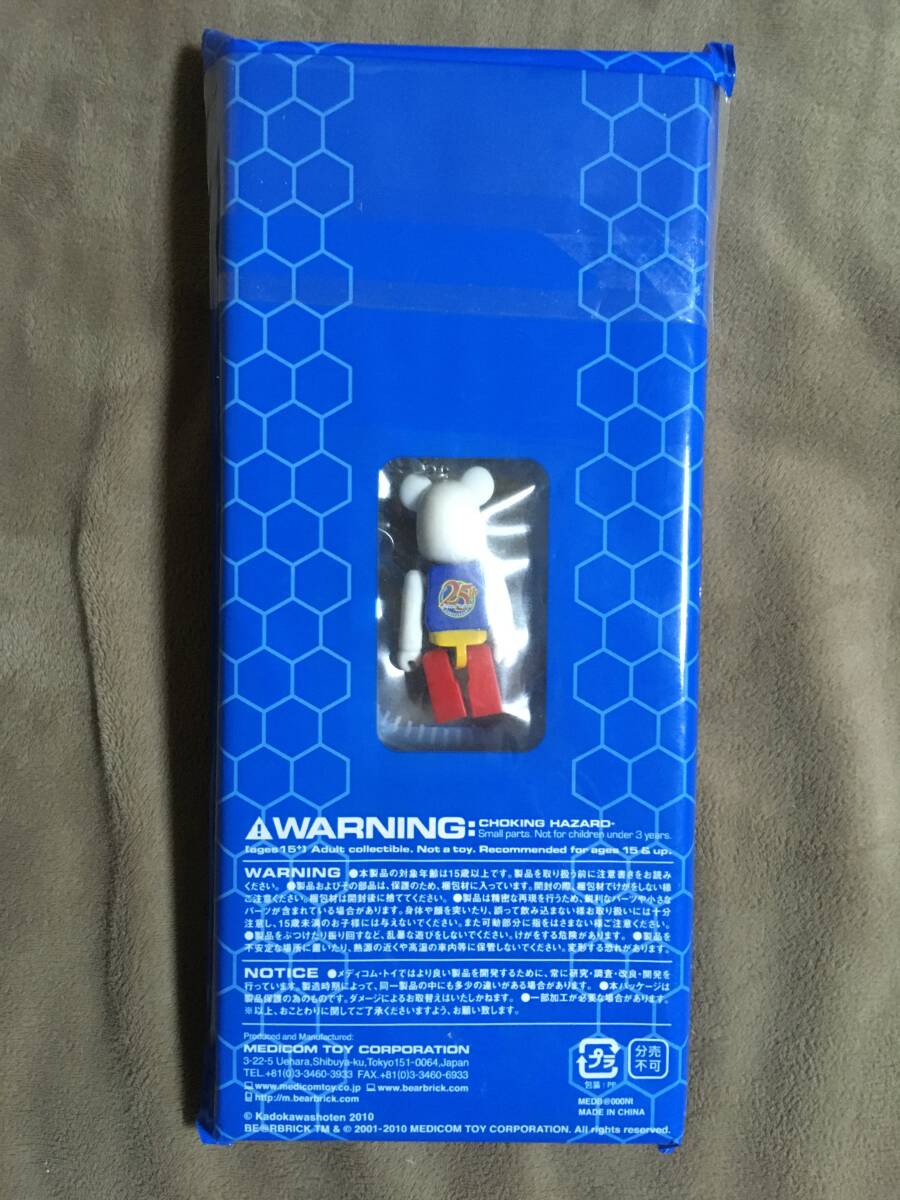 25th
⚠WARNING: CHOKING HAZARD-
Small parts. Not for children under 3 years.
[ages 15+] Adult collectible. Not a toy. Recommended for ages 15 & up.
WARNING ●本製品の対象年齢は15歳以上です。製品を取り扱う前に注意書きをお読み
ください。 ●製品およびその部品は、保護のため、梱包材に入っています。開封の際、梱包材でけがをしない様
ご注意ください。梱包材は開封後に捨ててください。 ●製品は精密な再現を行うため、鋭利なパーツや小さな
パーツが含まれている場合があります。身体や顔を突いたり、誤って飲み込まない様お取り扱いには十分
注意し、15歳未満のお子様には与えないでください。また可動部分に指をはさまない様ご注意ください。
●製品をぶつけたり振り回すなど、乱暴な遊びをしないでください。けがをする危険があります。 ●製品を
不安定な場所に置いたり、熱源の近くや高温の車内等に保管しないでください。変形する恐れがあります。
NOTICE ●メディコム・トイではより良い製品を開発するために、常に研究・調査・改良・開発を
行っています。製造時期によって、同一製品の中にも多少の違いがある場合があります。 ●本パッケージは
製品保護の為のものです。ダメージによるお取替えはいたしかねます。 ●一部加工が必要な場合があります。
※以上、おことわりに関してご了承くださいますよう、お願い致します。
Produced and Manufactured:
MEDICOM TOY CORPORATION
3-22-5 Uehara,Shibuya-ku,Tokyo151-0064,Japan
TEL.+81(0)3-3460-3933 FAX.+81(0)3-3460-6933
www.medicomtoy.co.jp www.bearbrick.com
http://m.bearbrick.com
プラ
包装:PP
分売
不可
MEDB@000Nt
MADE IN CHINA
© Kadokawashoten 2010
BE@RBRICK TM & © 2001-2010 MEDICOM TOY CORPORATION. All rights reserved.